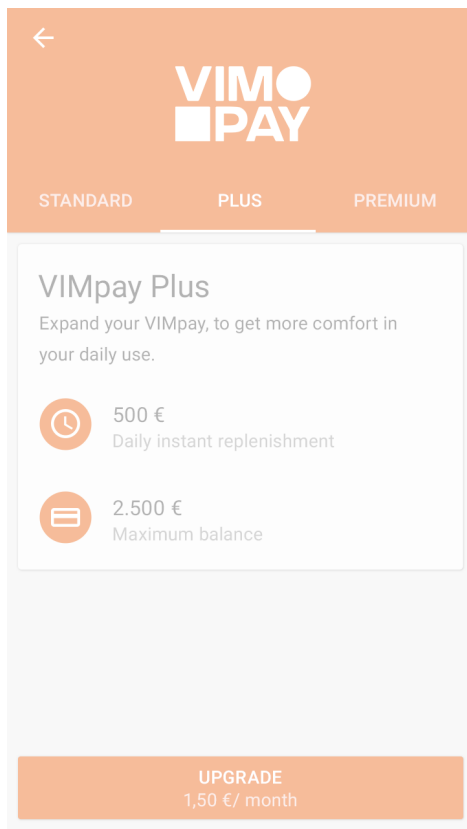 VIMO
PAY
STANDARD
PLUS
PREMIUM
VIMpay Plus
Expand your VIMpay, to get more comfort in
your daily use.
500 €
Daily instant replenishment
2.500 €
Maximum balance
UPGRADE
1,50 €/ month